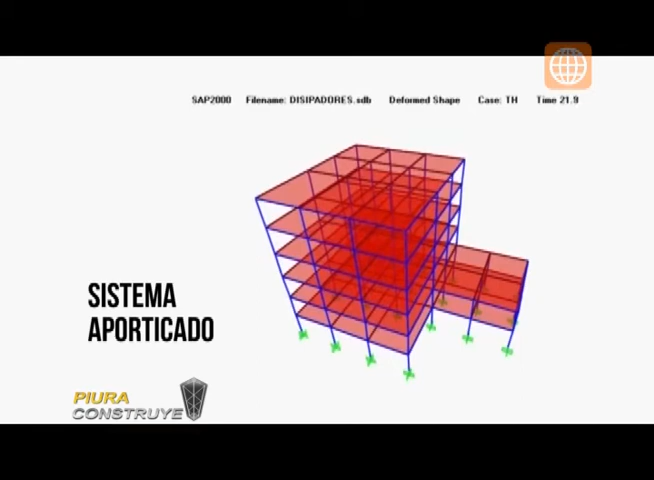 SAP2000 Filename: DISIPADORES.sdb Deformed Shape Case: TH Time 21.9
SISTEMA
APORTICADO
PIURA
CONSTRUYE